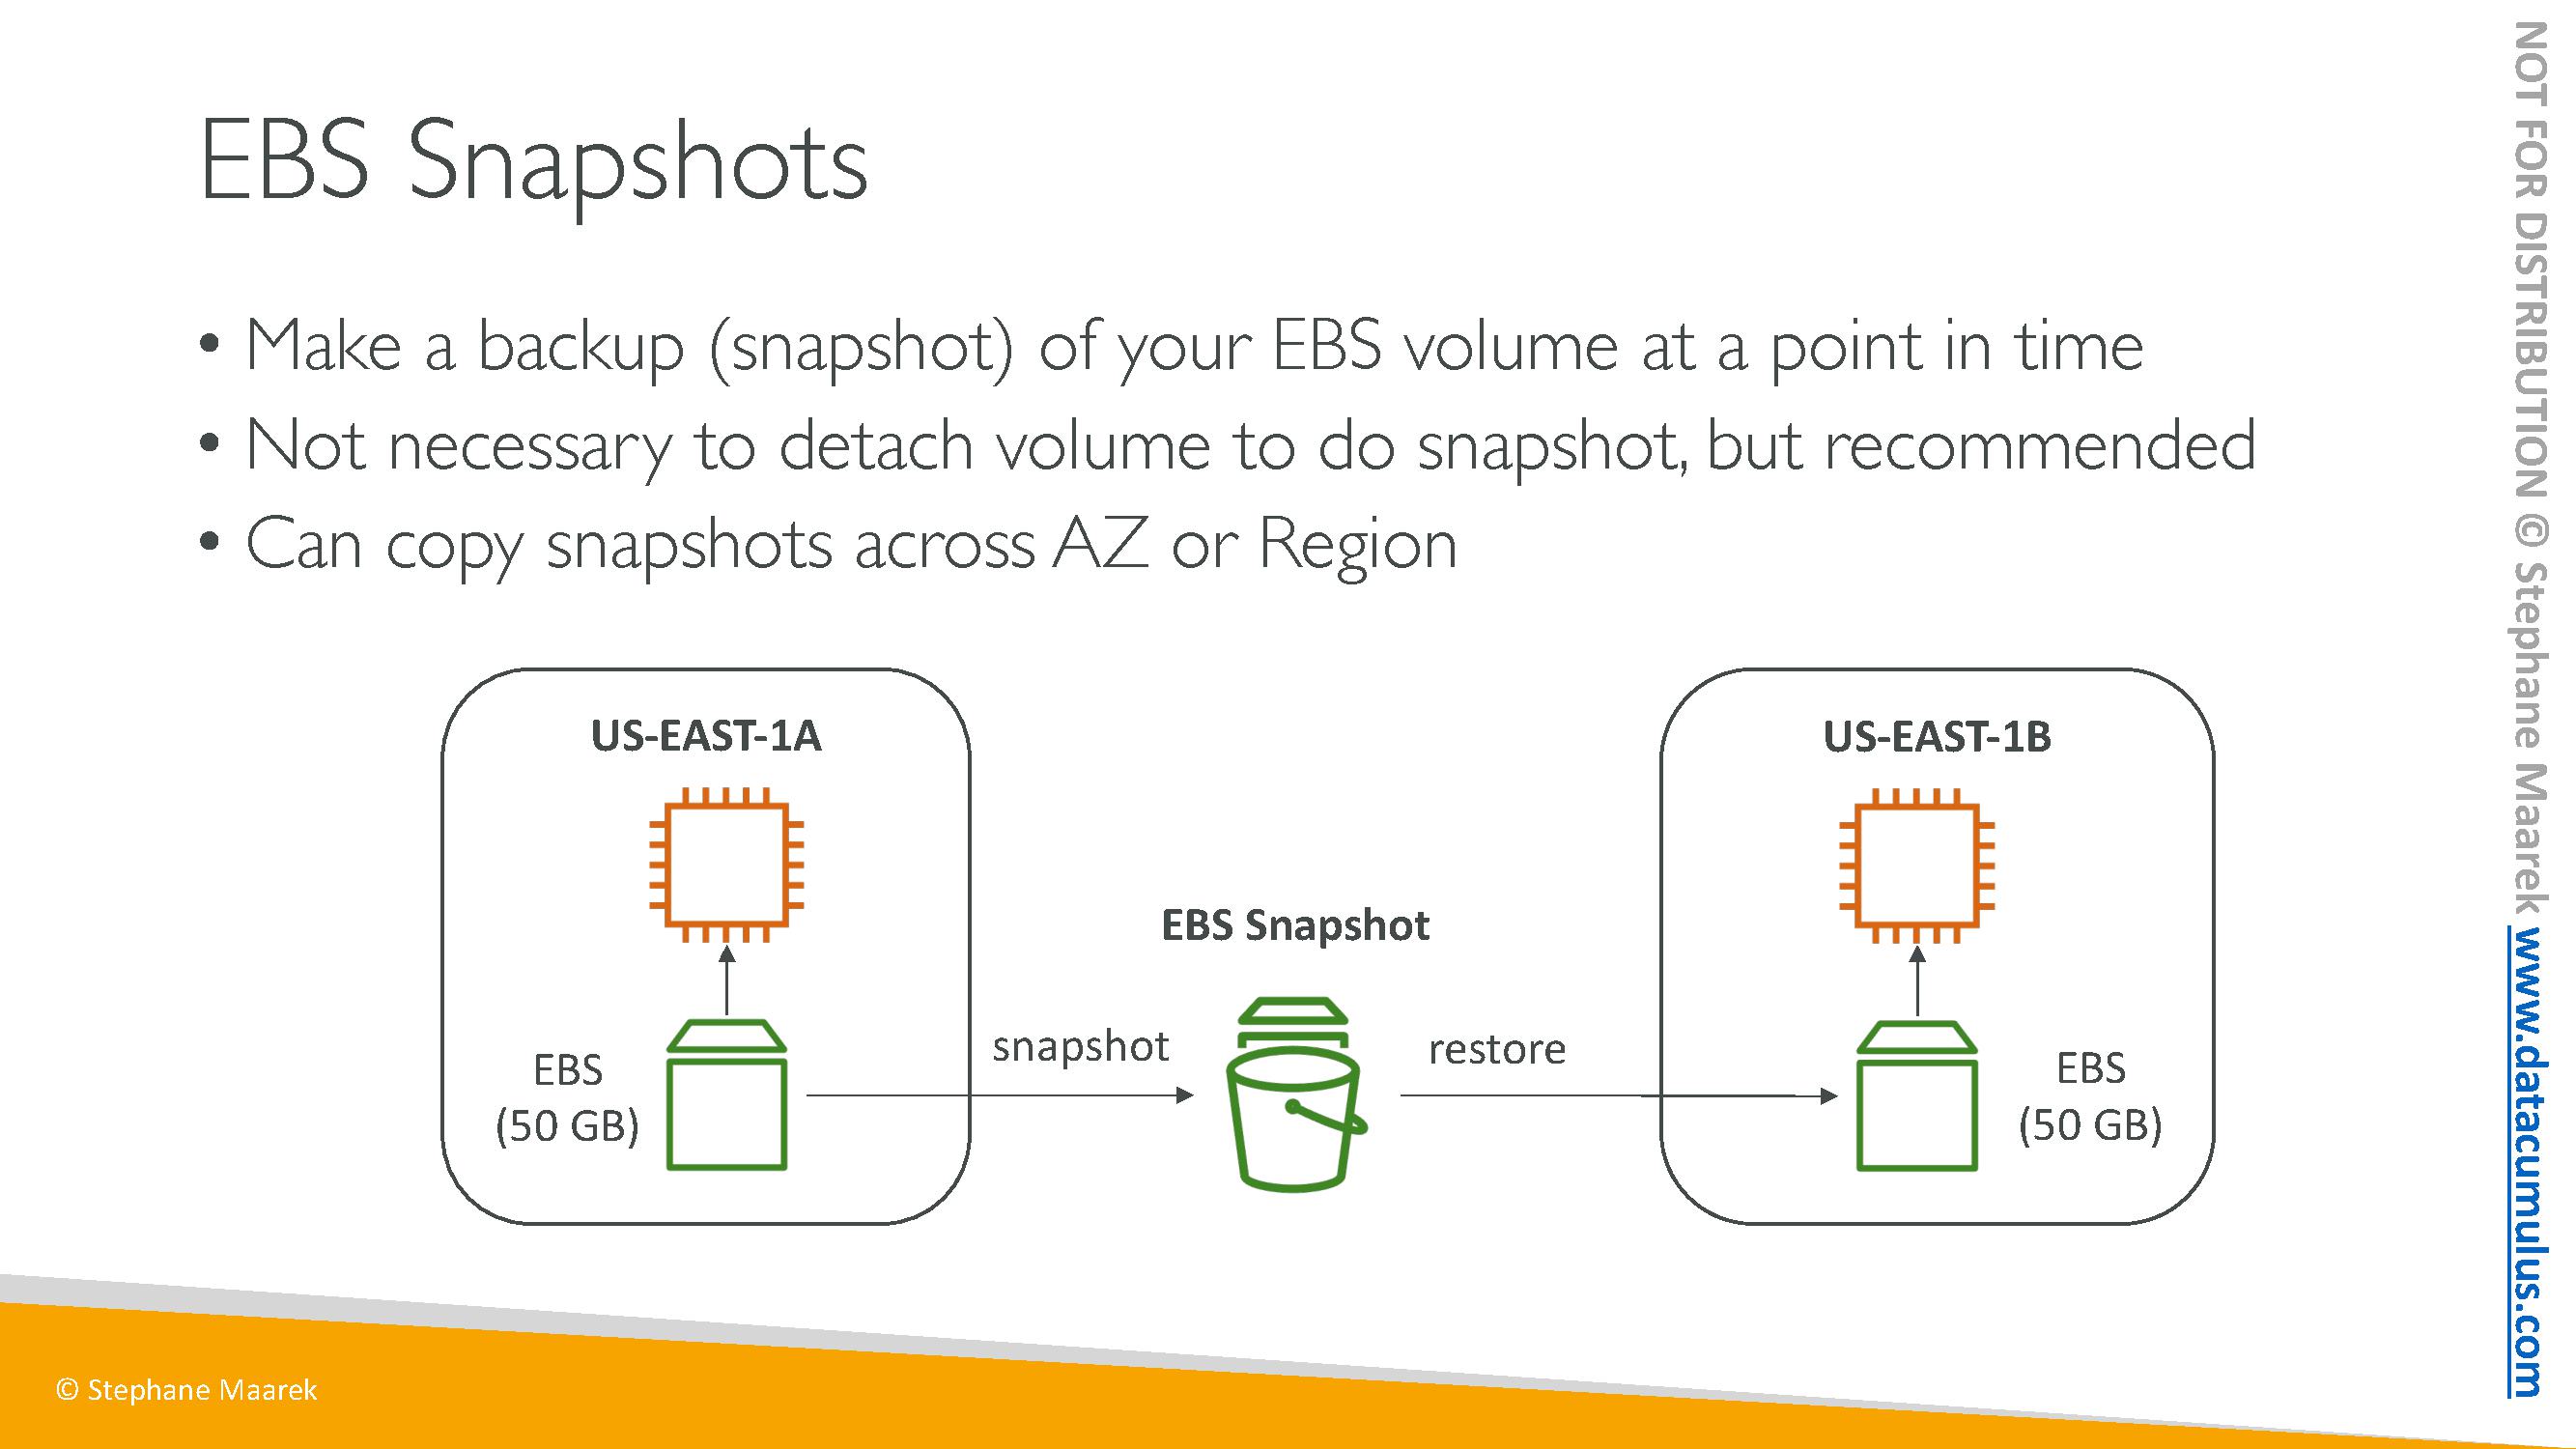 EBS Snapshots
• Make a backup (snapshot) of your EBS volume at a point in time
• Not necessary to detach volume to do snapshot, but recommended
• Can copy snapshots across AZ or Region
US-EAST-1A
US-EAST-1B
EBS Snapshot
snapshot
restore
EBS
(50 GB)
EBS
(50 GB)
© Stephane Maarek
NOT FOR DISTRIBUTION © Stephane Maarek www.datacumulus.com